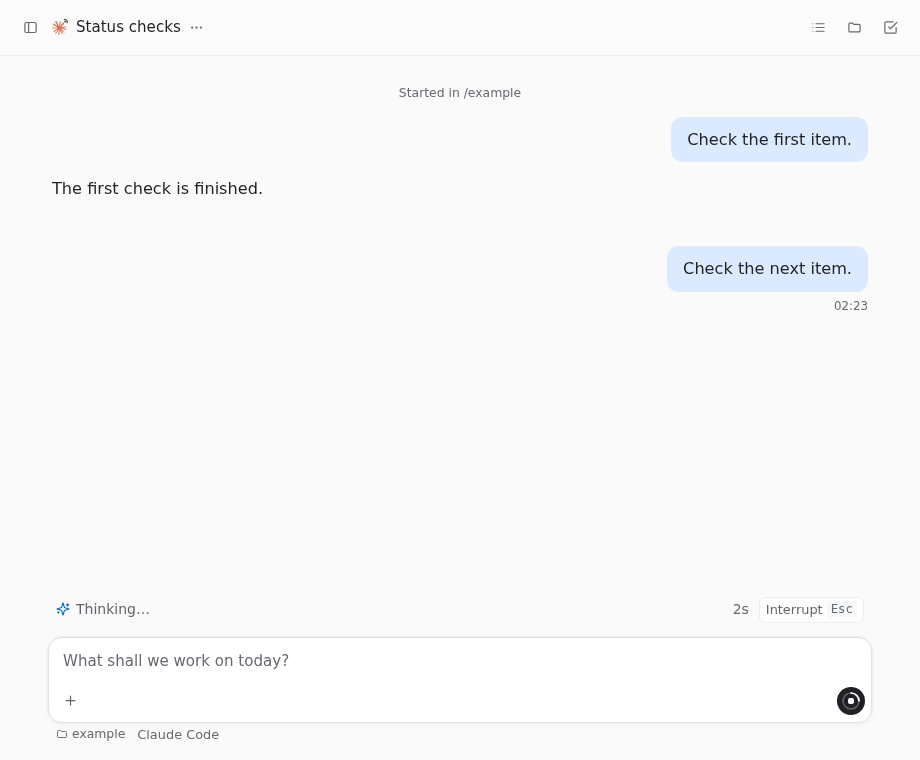 Status checks
Started in /example
Check the first item.
The first check is finished.
Check the next item.
02:23
Thinking…
2s
Interrupt Esc
What shall we work on today?
example
Claude Code